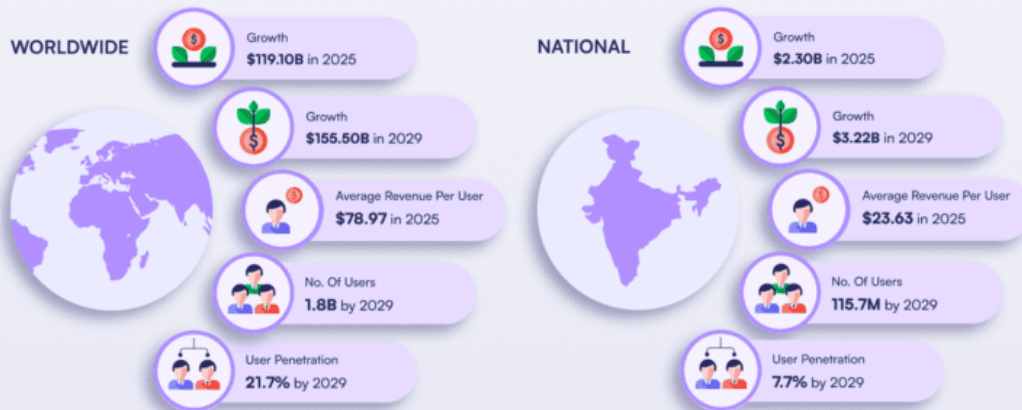 WORLDWIDE
Growth
$119.10B in 2025
Growth
$155.50B in 2029
Average Revenue Per User
$78.97 in 2025
No. Of Users
1.8B by 2029
User Penetration
21.7% by 2029
NATIONAL
Growth
$2.30B in 2025
Growth
$3.22B in 2029
Average Revenue Per User
$23.63 in 2025
No. Of Users
115.7M by 2029
User Penetration
7.7% by 2029